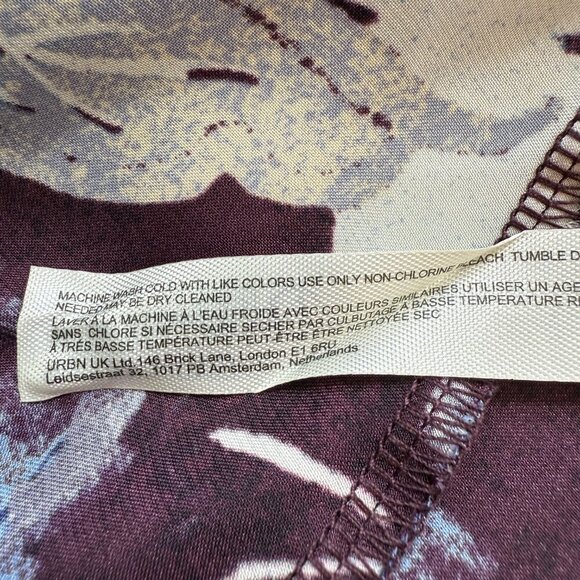 MACHINE WASH COLD WITH LIKE COLORS USE ONLY NON-CHLORINE BLEACH TUMBLE D
NEEDED MAY BE DRY CLEANED
LAVER À LA MACHINE À L'EAU FROIDE AVEC COULEURS SIMILAIRES UTILISER UN AGE
SANS CHLORE SI NÉCESSAIRE SECHER PAR CULBUTAGE À BASSE TEMPERATURE
À TRÈS BASSE TEMPÉRATURE PEUT-ÊTRE ÊTRE NETTOYÉE SEC
URBN UK Ltd,146 Brick Lane, London E1 6RU
Leidsestraat 32, 1017 PB Amsterdam, Netherlands